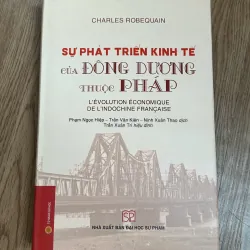 CHARLES ROBEQUAIN
SỰ PHÁT TRIỂN KINH TẾ
CỦA ĐÔNG DƯƠNG
THUỘC PHÁP
L'ÉVOLUTION ÉCONOMIQUE
DE L'INDOCHINE FRANÇAISE
Phạm Ngọc Hiệp - Trần Văn Kiên - Ninh Xuân Thao dịch
Trần Xuân Trí hiệu đính
NHÀ XUẤT BẢN ĐẠI HỌC SƯ PHẠM